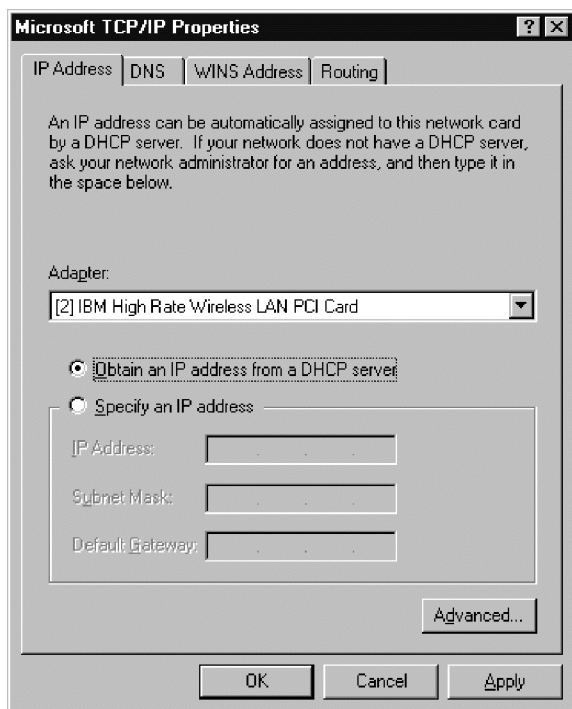 Microsoft TCP/IP Properties
IP Address DNS WINS Address Routing
An IP address can be automatically assigned to this network card
by a DHCP server. If your network does not have a DHCP server,
ask your network administrator for an address, and then type it in
the space below.
Adapter:
[2] IBM High Rate Wireless LAN PCI Card
Obtain an IP address from a DHCP server
Specify an IP address
IP Address:
Subnet Mask:
Default Gateway:
Advanced...
OK Cancel Apply